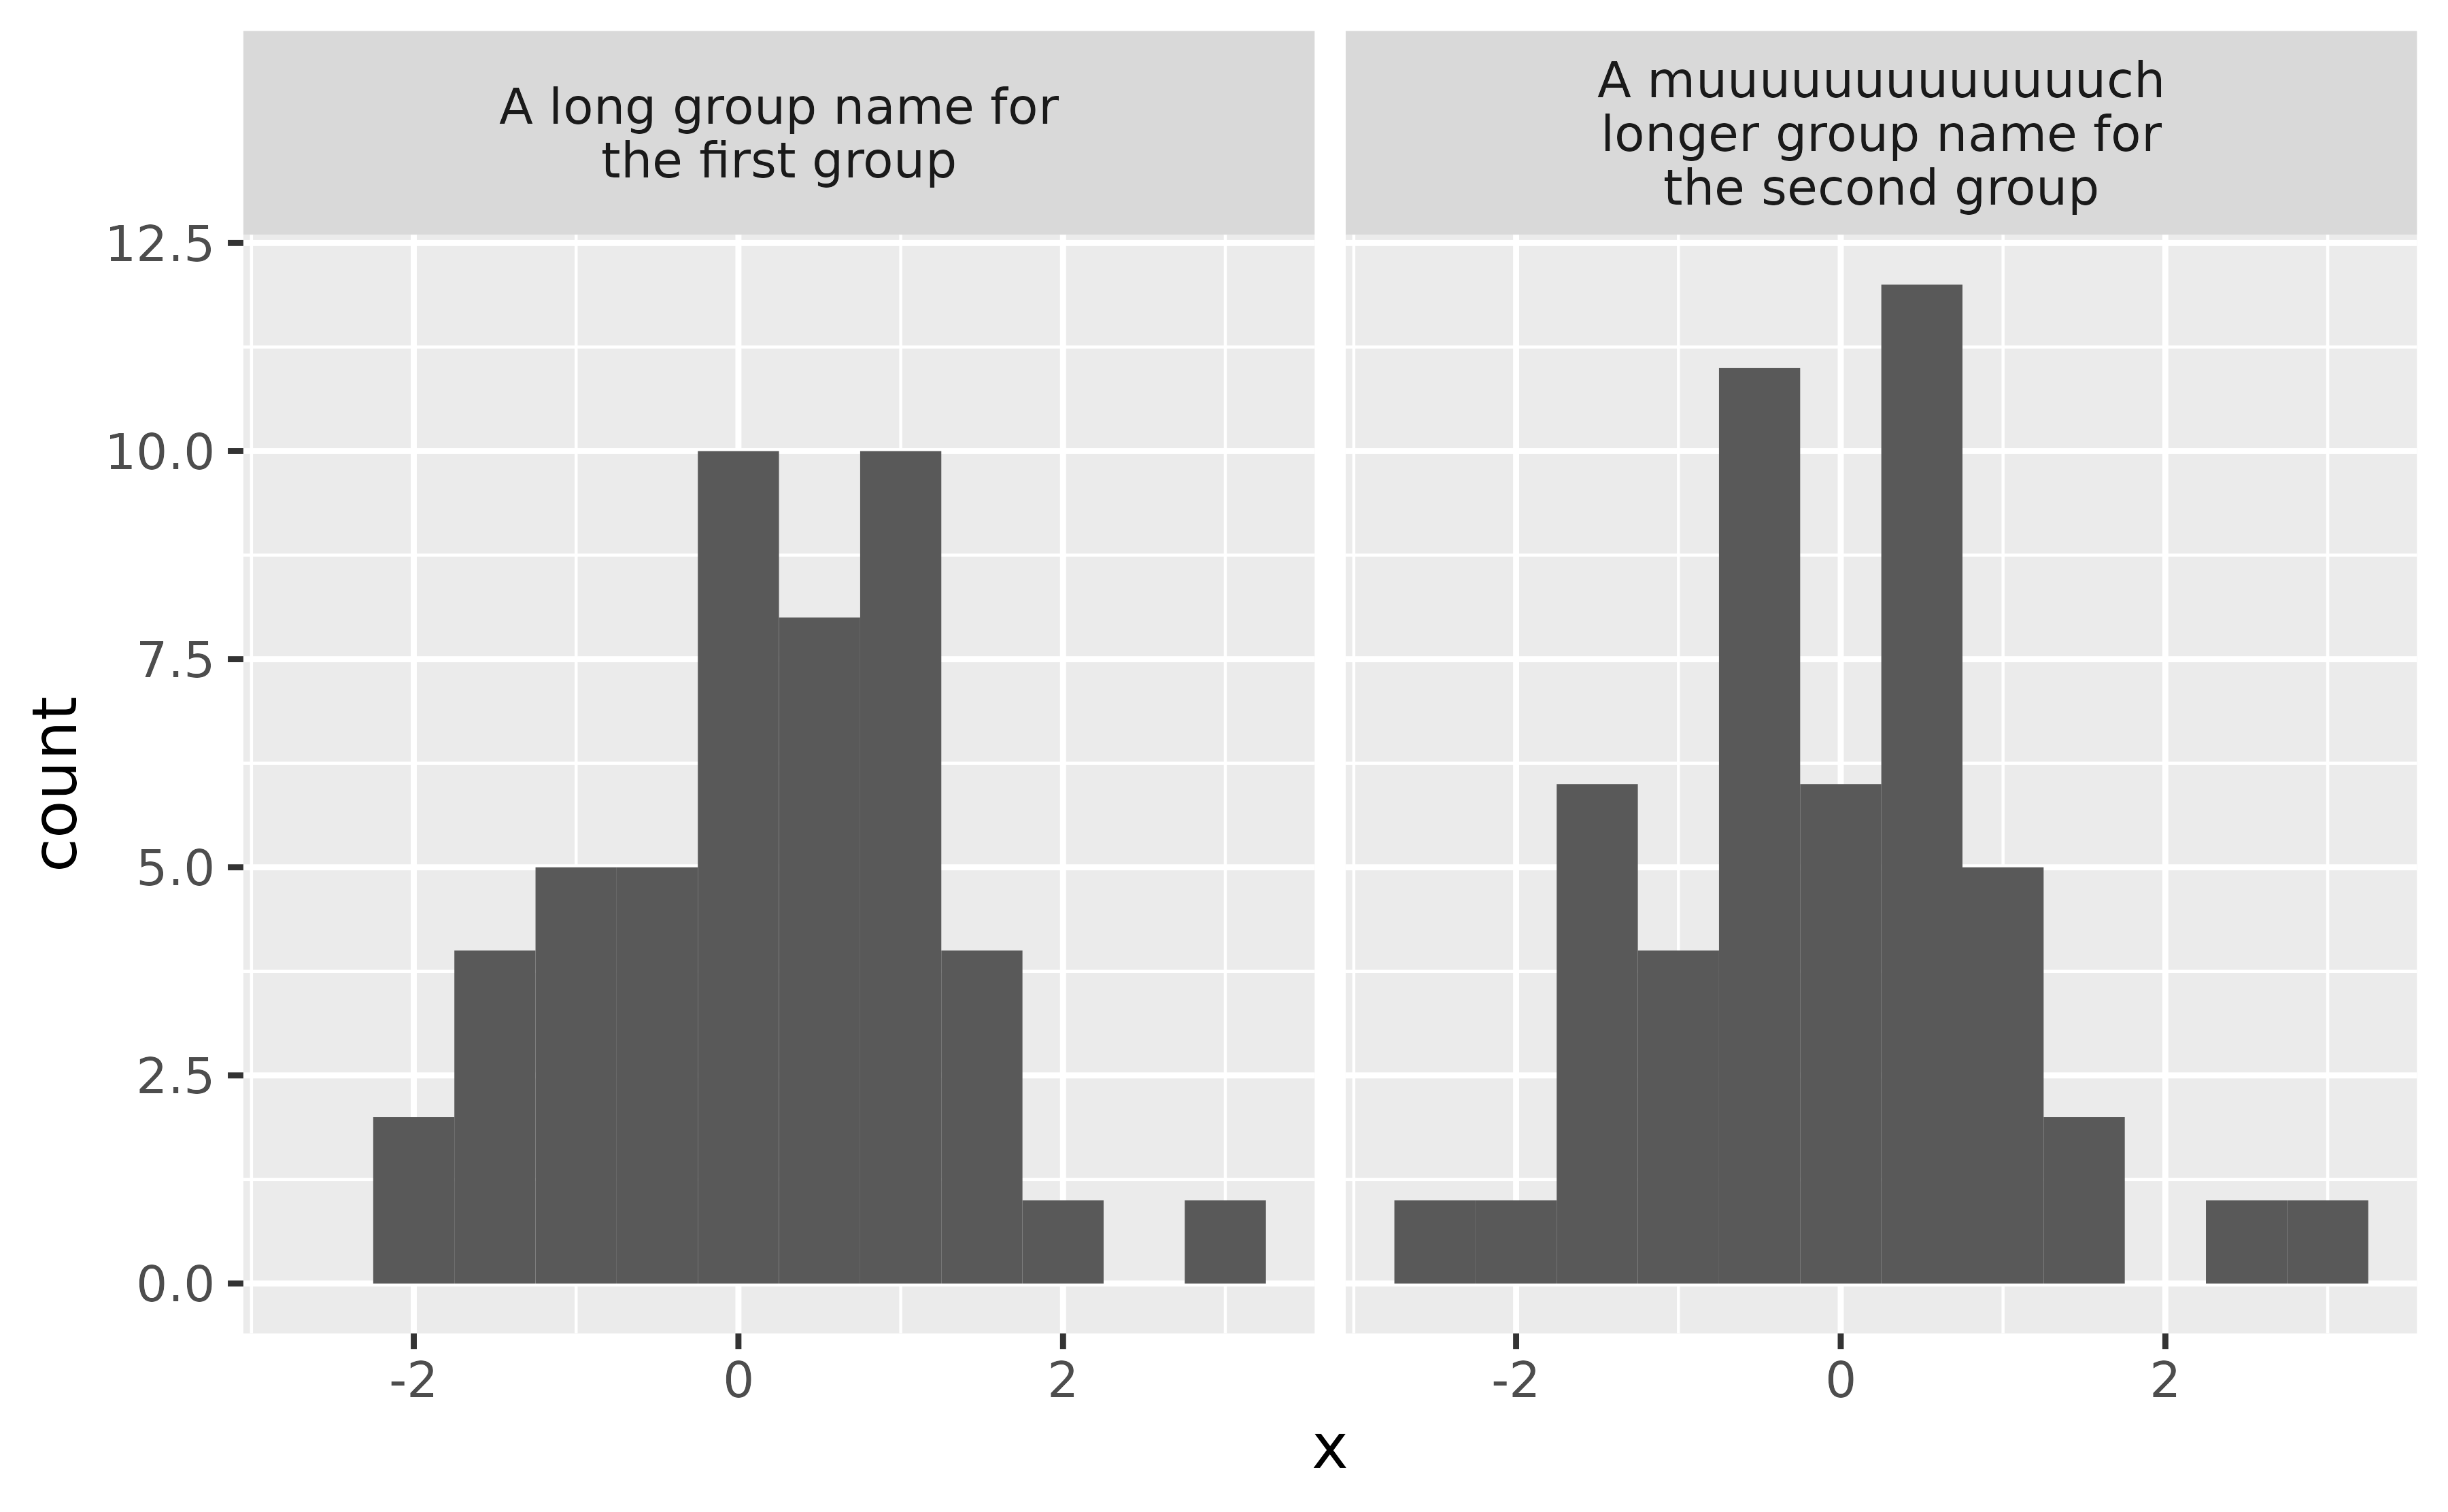 A long group name for
the first group
A muuuuuuuuuuuuuuch
longer group name for
the second group
12.5
10.0
7.5
5.0
2.5
0.0
count
-2
0
2
-2
0
2
x